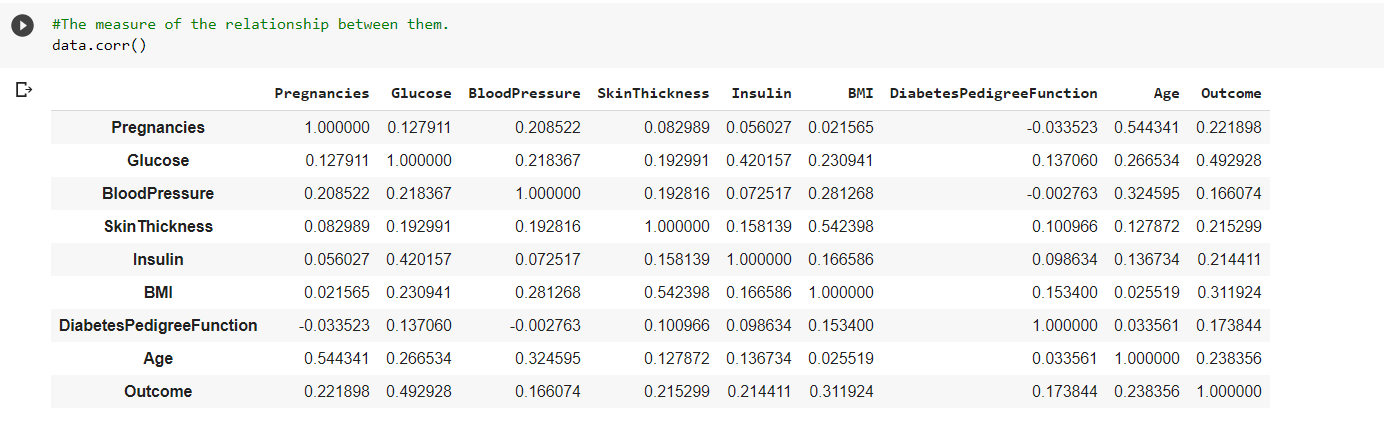 #The measure of the relationship between them.
data.corr()
Pregnancies Glucose BloodPressure SkinThickness Insulin BMI DiabetesPedigreeFunction Age Outcome
Pregnancies 1.000000 0.127911 0.208522 0.082989 0.056027 0.021565 -0.033523 0.544341 0.221898
Glucose 0.127911 1.000000 0.218367 0.192991 0.420157 0.230941 0.137060 0.266534 0.492928
BloodPressure 0.208522 0.218367 1.000000 0.192816 0.072517 0.281268 -0.002763 0.324595 0.166074
SkinThickness 0.082989 0.192991 0.192816 1.000000 0.158139 0.542398 0.100966 0.127872 0.215299
Insulin 0.056027 0.420157 0.072517 0.158139 1.000000 0.166586 0.098634 0.136734 0.214411
BMI 0.021565 0.230941 0.281268 0.542398 0.166586 1.000000 0.153400 0.025519 0.311924
DiabetesPedigreeFunction -0.033523 0.137060 -0.002763 0.100966 0.098634 0.153400 1.000000 0.033561 0.173844
Age 0.544341 0.266534 0.324595 0.127872 0.136734 0.025519 0.033561 1.000000 0.238356
Outcome 0.221898 0.492928 0.166074 0.215299 0.214411 0.311924 0.173844 0.238356 1.000000